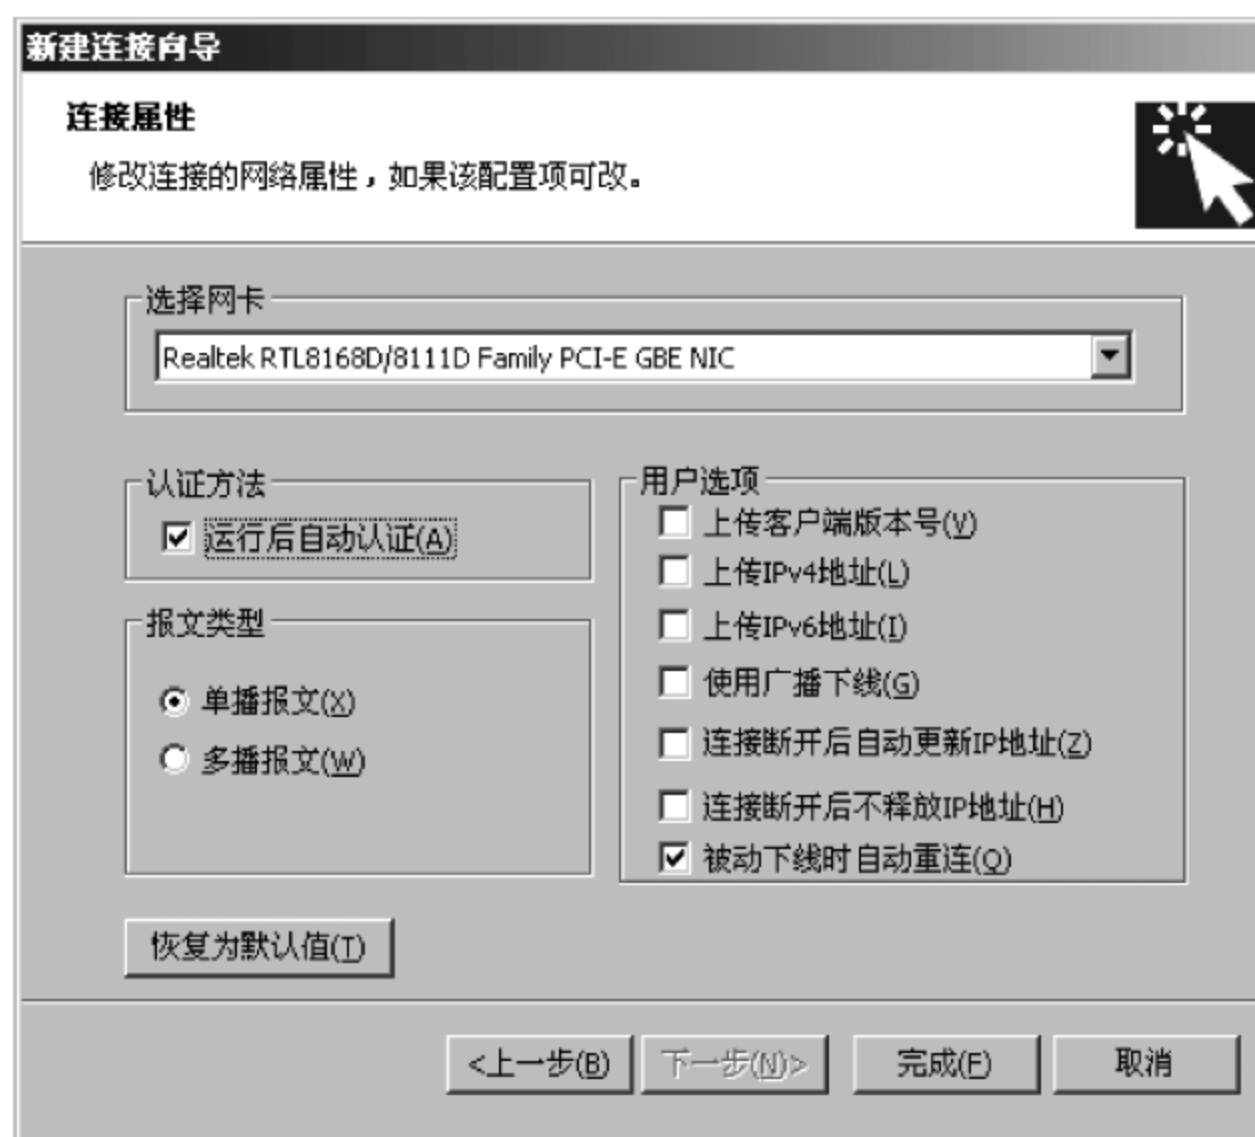 新建连接向导
连接属性
修改连接的网络属性，如果该配置项可改。
选择网卡
Realtek RTL8168D/8111D Family PCI-E GBE NIC
认证方法
运行后自动认证(A)
报文类型
单播报文(X)
多播报文(W)
用户选项
上传客户端版本号(V)
上传IPv4地址(L)
上传IPv6地址(I)
使用广播下线(G)
连接断开后自动更新IP地址(Z)
连接断开后不释放IP地址(H)
被动下线时自动重连(Q)
恢复为默认值(T)
<上一步(B) 下一步(N)> 完成(F) 取消